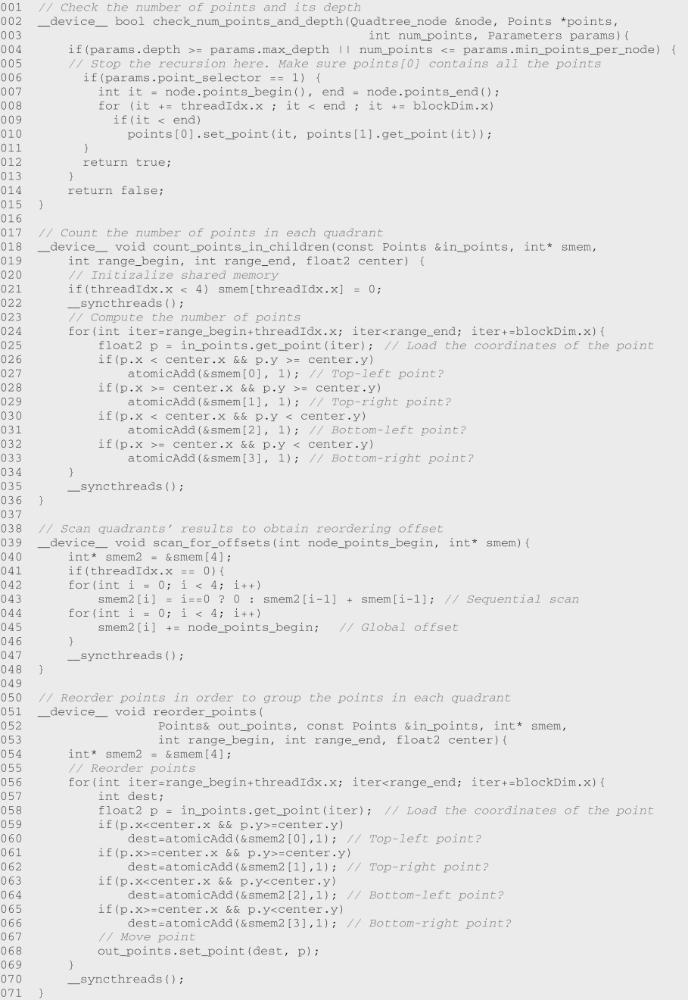 001 // Check the number of points and its depth
002 __device__ bool check_num_points_and_depth(Quadtree_node &node, Points *points,
003                                            int num_points, Parameters params){
004     if(params.depth >= params.max_depth || num_points <= params.min_points_per_node) {
005     // Stop the recursion here. Make sure points[0] contains all the points
006       if(params.point_selector == 1) {
007         int it = node.points_begin(), end = node.points_end();
008         for (it += threadIdx.x ; it < end ; it += blockDim.x)
009           if(it < end)
010             points[0].set_point(it, points[1].get_point(it));
011       }
012       return true;
013     }
014     return false;
015 }
016
017 // Count the number of points in each quadrant
018 __device__ void count_points_in_children(const Points &in_points, int* smem,
019     int range_begin, int range_end, float2 center) {
020     // Initizalize shared memory
021     if(threadIdx.x < 4) smem[threadIdx.x] = 0;
022     __syncthreads();
023     // Compute the number of points
024     for(int iter=range_begin+threadIdx.x; iter<range_end; iter+=blockDim.x){
025         float2 p = in_points.get_point(iter); // Load the coordinates of the point
026         if(p.x < center.x && p.y >= center.y)
027             atomicAdd(&smem[0], 1); // Top-left point?
028         if(p.x >= center.x && p.y >= center.y)
029             atomicAdd(&smem[1], 1); // Top-right point?
030         if(p.x < center.x && p.y < center.y)
031             atomicAdd(&smem[2], 1); // Bottom-left point?
032         if(p.x >= center.x && p.y < center.y)
033             atomicAdd(&smem[3], 1); // Bottom-right point?
034     }
035     __syncthreads();
036 }
037
038 // Scan quadrants’ results to obtain reordering offset
039 __device__ void scan_for_offsets(int node_points_begin, int* smem){
040     int* smem2 = &smem[4];
041     if(threadIdx.x == 0){
042     for(int i = 0; i < 4; i++)
043         smem2[i] = i==0 ? 0 : smem2[i-1] + smem[i-1]; // Sequential scan
044     for(int i = 0; i < 4; i++)
045         smem2[i] += node_points_begin;   // Global offset
046     }
047     __syncthreads();
048 }
049
050 // Reorder points in order to group the points in each quadrant
051 __device__ void reorder_points(
052                 Points& out_points, const Points &in_points, int* smem,
053                 int range_begin, int range_end, float2 center){
054     int* smem2 = &smem[4];
055     // Reorder points
056     for(int iter=range_begin+threadIdx.x; iter<range_end; iter+=blockDim.x){
057         int dest;
058         float2 p = in_points.get_point(iter); // Load the coordinates of the point
059         if(p.x<center.x && p.y>=center.y)
060             dest=atomicAdd(&smem2[0],1); // Top-left point?
061         if(p.x>=center.x && p.y>=center.y)
062             dest=atomicAdd(&smem2[1],1); // Top-right point?
063         if(p.x<center.x && p.y<center.y)
064             dest=atomicAdd(&smem2[2],1); // Bottom-left point?
065         if(p.x>=center.x && p.y<center.y)
066             dest=atomicAdd(&smem2[3],1); // Bottom-right point?
067         // Move point
068         out_points.set_point(dest, p);
069     }
070     __syncthreads();
071 }